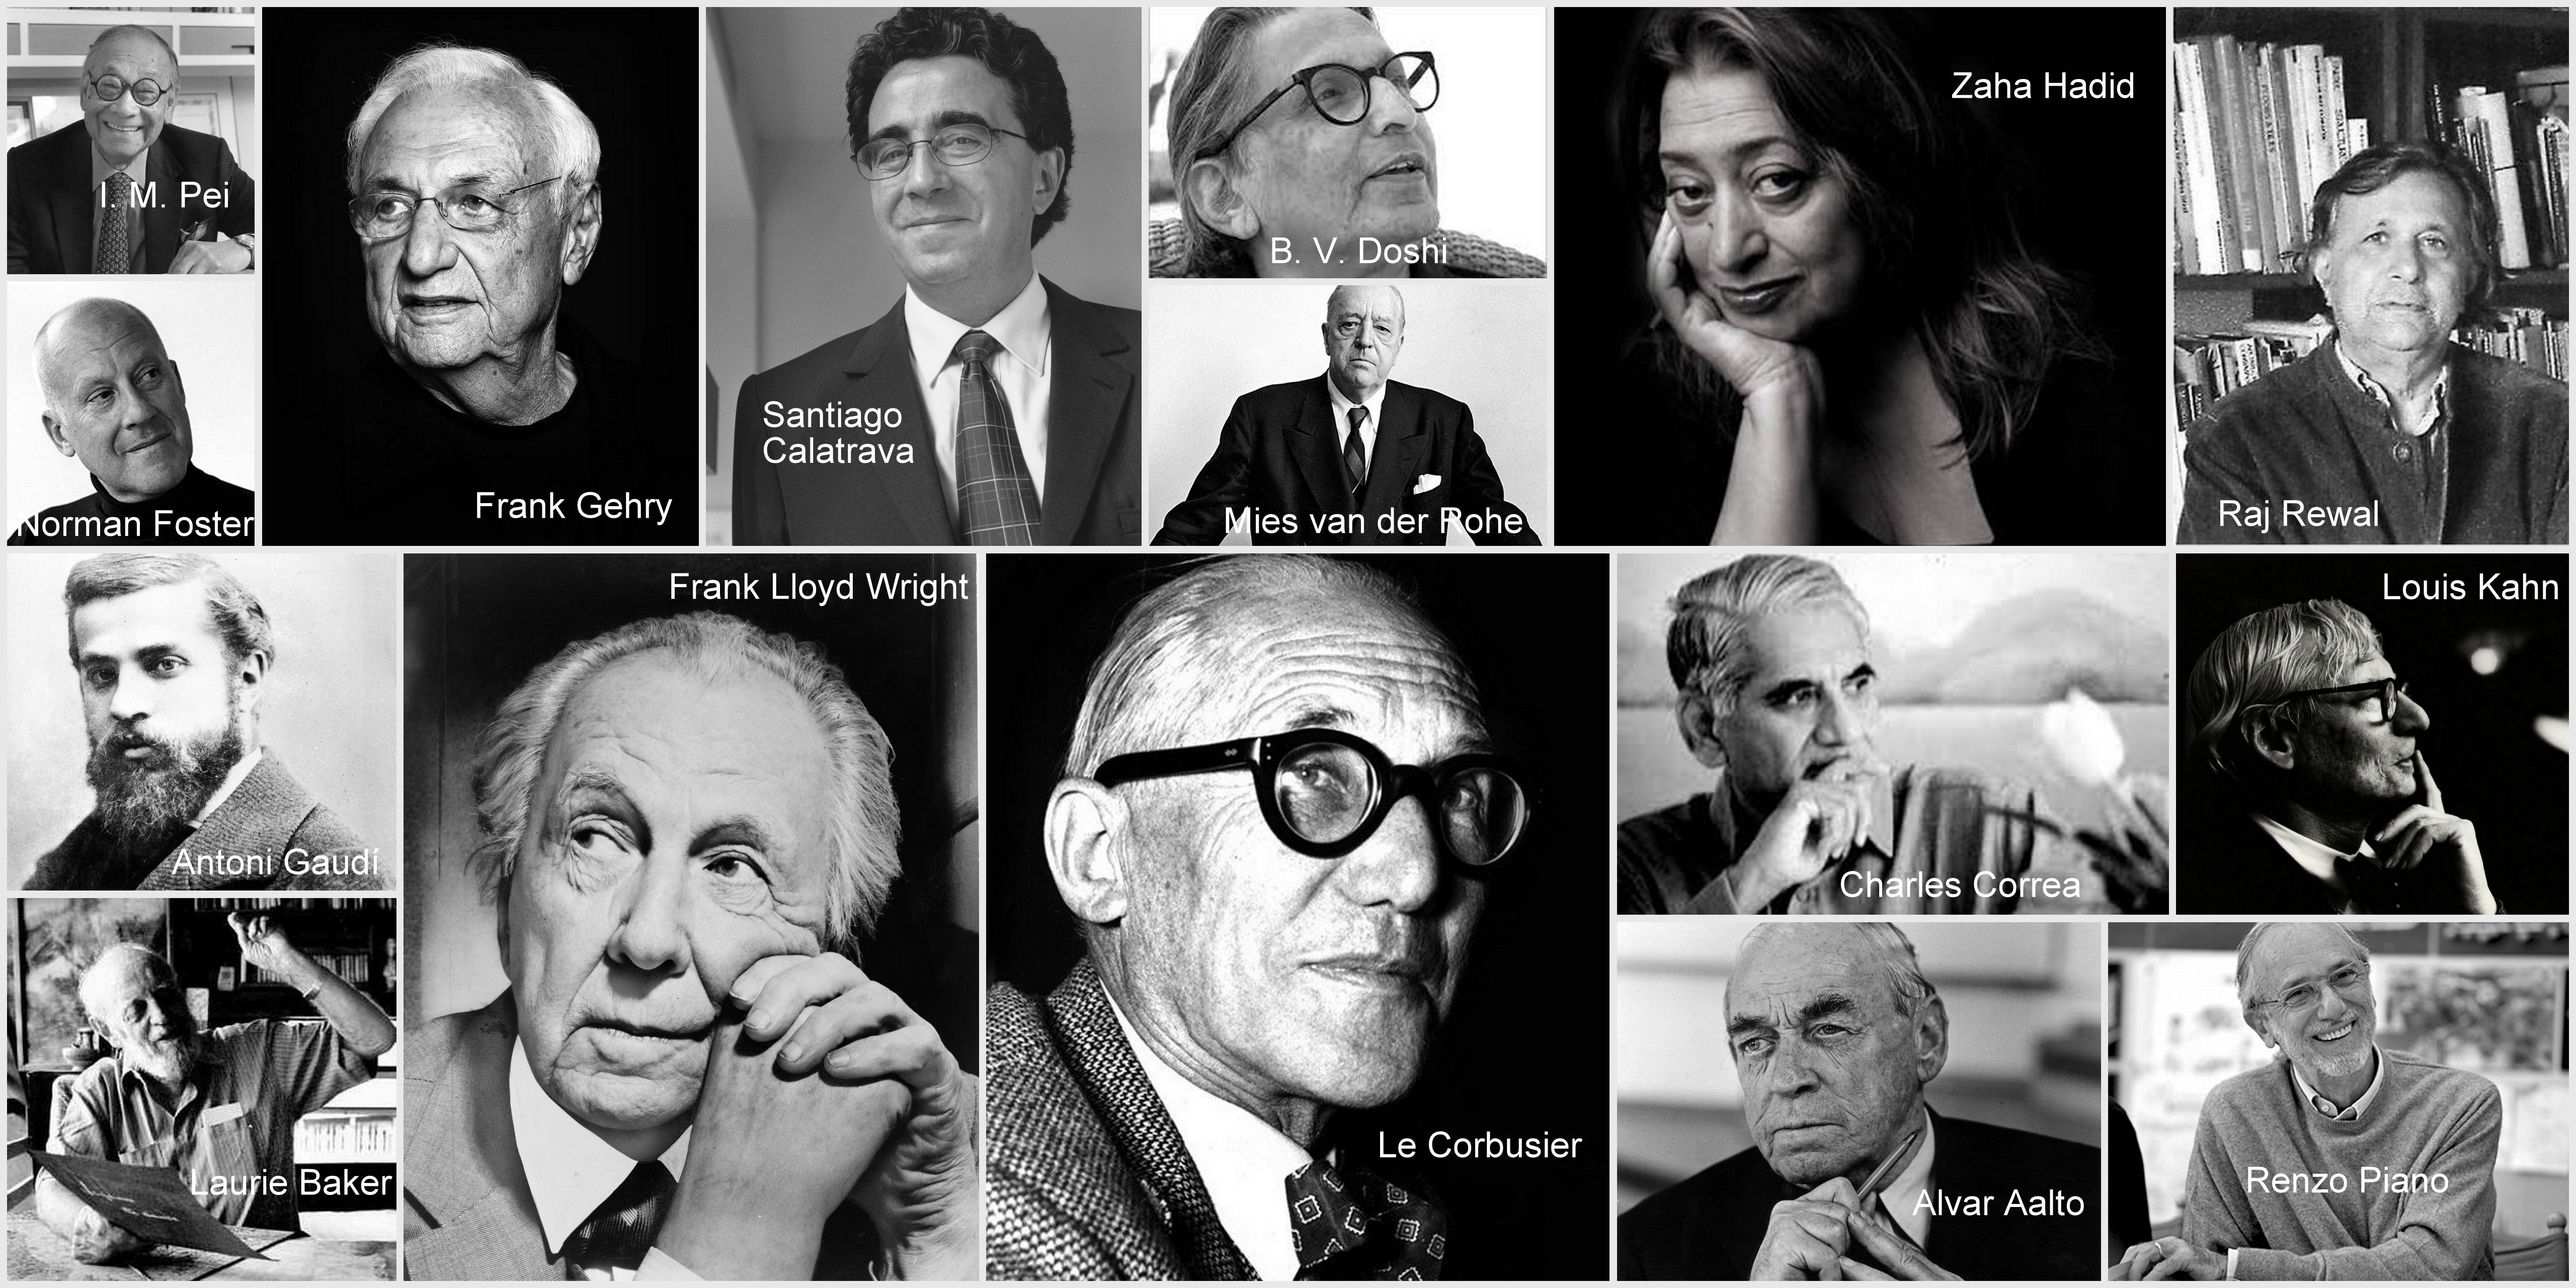 I. M. Pei
Norman Foster
Frank Gehry
Santiago
Calatrava
B. V. Doshi
Mies van der Rohe
Zaha Hadid
Raj Rewal
Antoni Gaudí
Laurie Baker
Frank Lloyd Wright
Le Corbusier
Charles Correa
Louis Kahn
Alvar Aalto
Renzo Piano